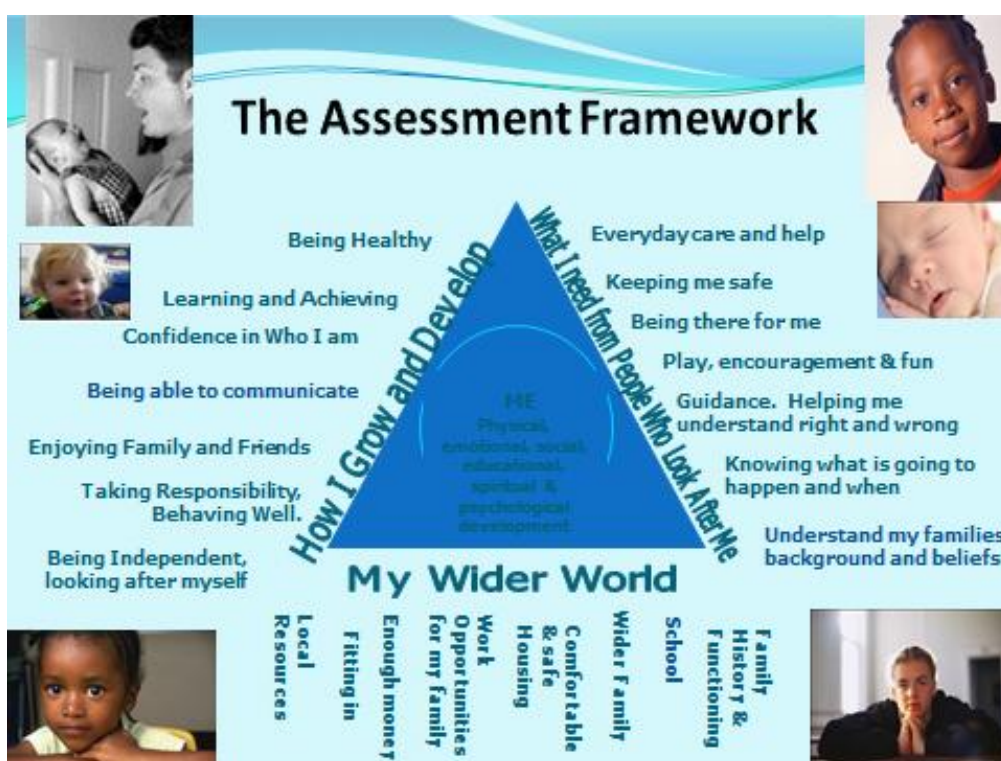 The Assessment Framework
How I Grow and Develop
Being Healthy
Learning and Achieving
Confidence in Who I am
Being able to communicate
Enjoying Family and Friends
Taking Responsibility,
Behaving Well.
Being Independent,
looking after myself
What I need from People Who Look After Me
Everyday care and help
Keeping me safe
Being there for me
Play, encouragement & fun
Guidance. Helping me
understand right and wrong
Knowing what is going to
happen and when
Understand my families
background and beliefs
ME
Physical,
emotional, social,
educational,
spiritual &
psychological
development
My Wider World
Local
Resources
Fitting in
Enough money
Work
Opportunities
for my family
Comfortable
& safe
Housing
Wider Family
School
Family
History &
Functioning